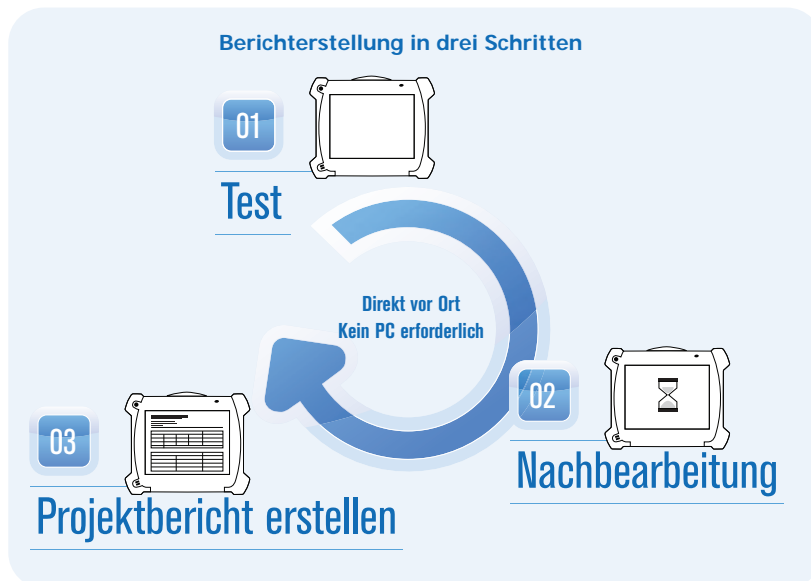 Berichterstellung in drei Schritten
01
Test
Direkt vor Ort
Kein PC erforderlich
02
Nachbearbeitung
03
Projektbericht erstellen